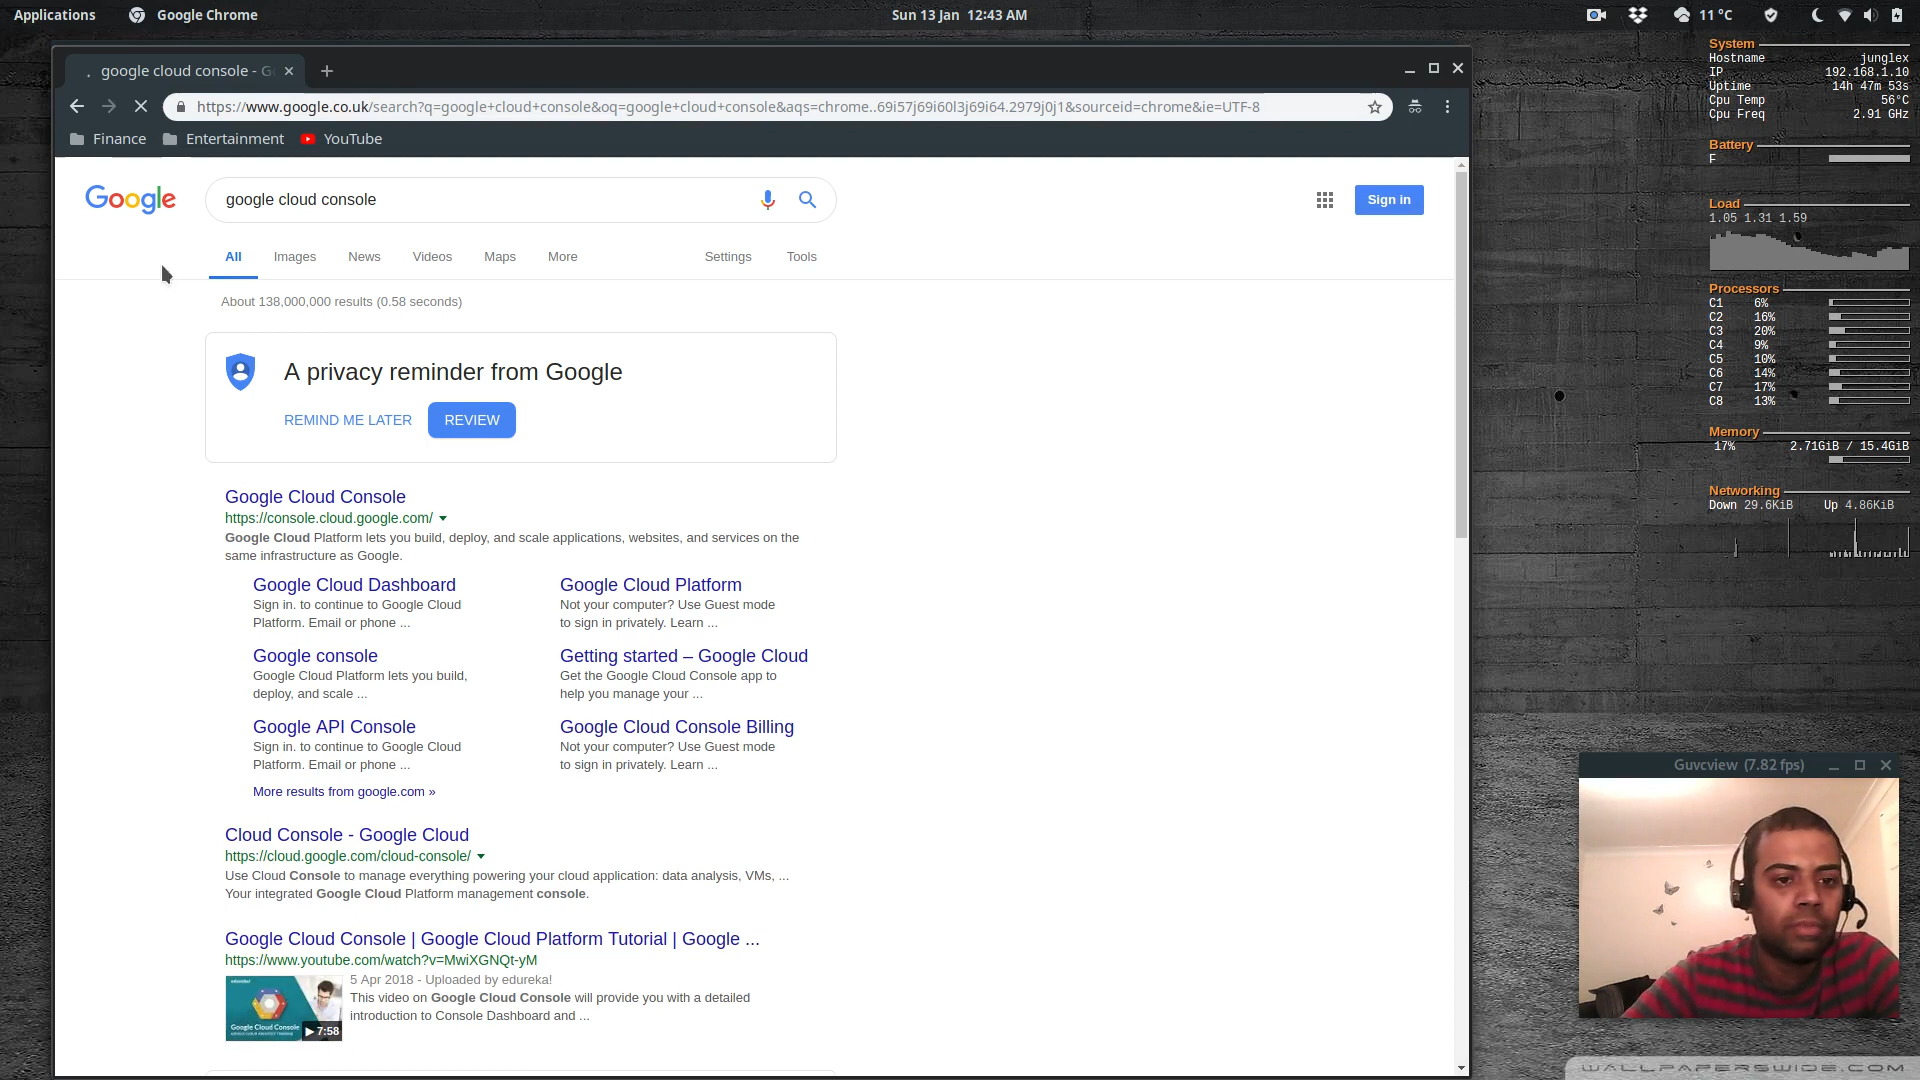 Applications
Google Chrome
Sun 13 Jan 12:43 AM
11 °C
google cloud console - G
https://www.google.co.uk/search?q=google+cloud+console&oq=google+cloud+console&aqs=chrome..69i57j69i60l3j69i64.2979j0j1&sourceid=chrome&ie=UTF-8
Finance
Entertainment
YouTube
Google
google cloud console
Sign in
All
Images
News
Videos
Maps
More
Settings
Tools
About 138,000,000 results (0.58 seconds)
A privacy reminder from Google
REMIND ME LATER
REVIEW
Google Cloud Console
https://console.cloud.google.com/
Google Cloud Platform lets you build, deploy, and scale applications, websites, and services on the
same infrastructure as Google.
Google Cloud Dashboard
Sign in. to continue to Google Cloud
Platform. Email or phone ...
Google Cloud Platform
Not your computer? Use Guest mode
to sign in privately. Learn ...
Google console
Google Cloud Platform lets you build,
deploy, and scale ...
Getting started – Google Cloud
Get the Google Cloud Console app to
help you manage your ...
Google API Console
Sign in. to continue to Google Cloud
Platform. Email or phone ...
Google Cloud Console Billing
Not your computer? Use Guest mode
to sign in privately. Learn ...
More results from google.com »
Cloud Console - Google Cloud
https://cloud.google.com/cloud-console/
Use Cloud Console to manage everything powering your cloud application: data analysis, VMs, ...
Your integrated Google Cloud Platform management console.
Google Cloud Console | Google Cloud Platform Tutorial | Google ...
https://www.youtube.com/watch?v=MwiXGNQt-yM
5 Apr 2018 - Uploaded by edureka!
This video on Google Cloud Console will provide you with a detailed
introduction to Console Dashboard and ...
Google Cloud Console
7:58
System
Hostname junglex
IP 192.168.1.10
Uptime 14h 47m 53s
Cpu Temp 56°C
Cpu Freq 2.91 GHz
Battery
F
Load
1.05 1.31 1.59
Processors
C1 6%
C2 16%
C3 20%
C4 9%
C5 10%
C6 14%
C7 17%
C8 13%
Memory
17% 2.71GiB / 15.4GiB
Networking
Down 29.6KiB Up 4.86KiB
Guvcview (7.82 fps)
WALLPAPERSWIDE.COM